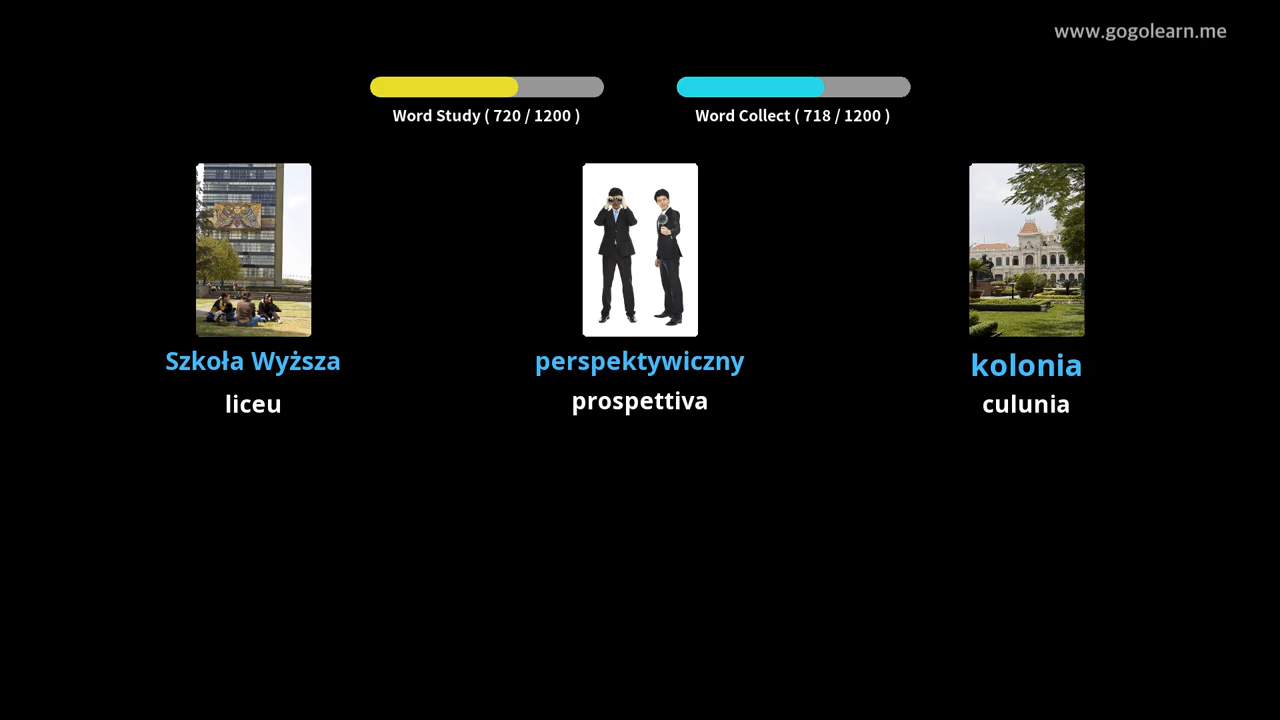 www.gogolearn.me
Word Study ( 720 / 1200 )
Word Collect ( 718 / 1200 )
Szkoła Wyższa
liceu
perspektywiczny
prospettiva
kolonia
culunia